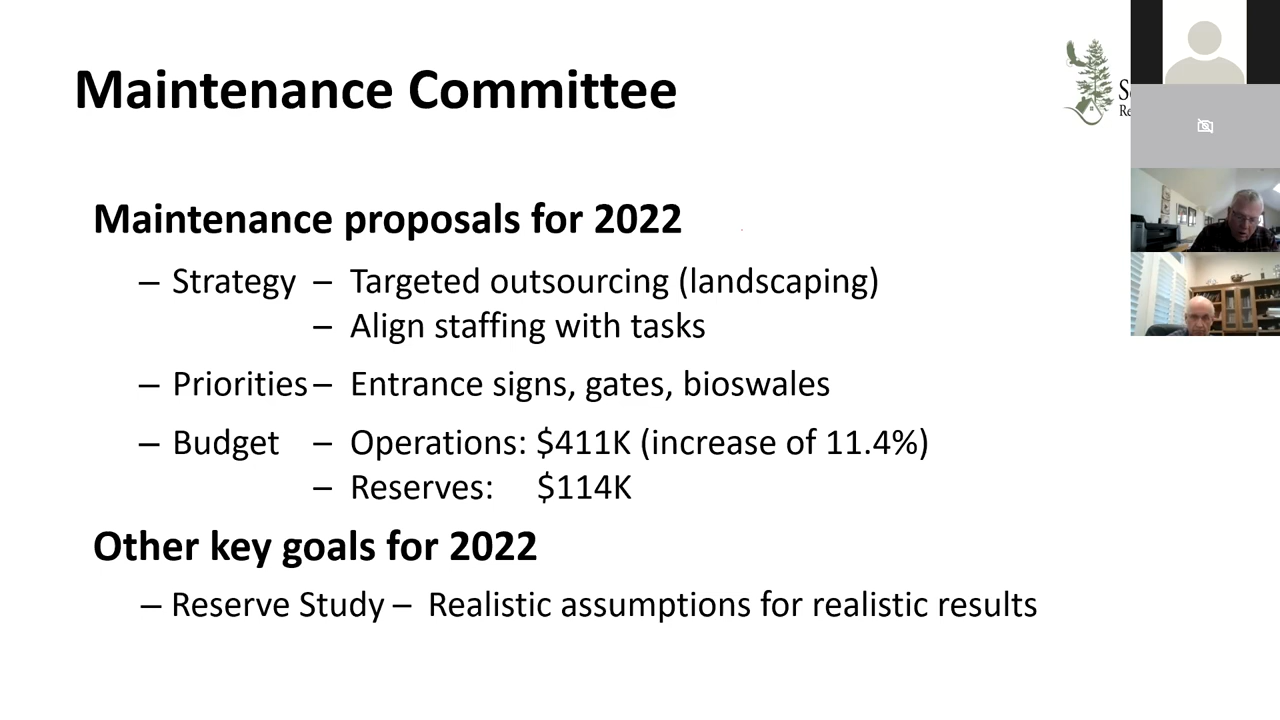 Maintenance Committee
Maintenance proposals for 2022
– Strategy – Targeted outsourcing (landscaping)
– Align staffing with tasks
– Priorities – Entrance signs, gates, bioswales
– Budget – Operations: $411K (increase of 11.4%)
– Reserves: $114K
Other key goals for 2022
– Reserve Study – Realistic assumptions for realistic results